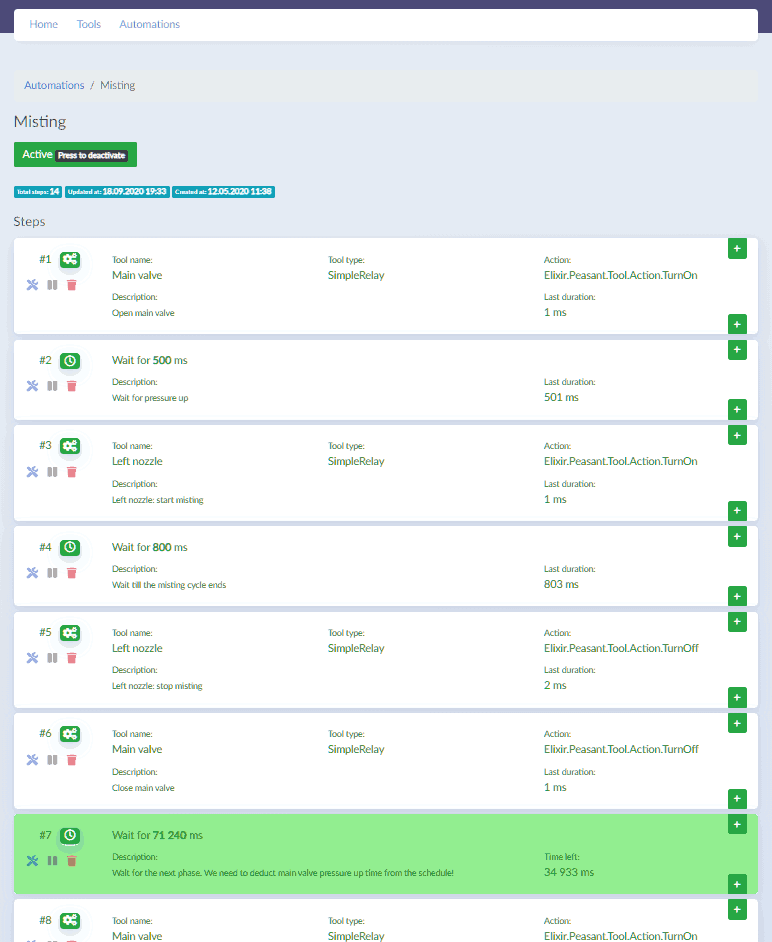 Home Tools Automations
Automations / Misting
Misting
Active Press to deactivate
Total steps: 14 Updated at: 18.09.2020 19:33 Created at: 12.05.2020 11:38
Steps
#1 Tool name: Tool type: Action: +
Main valve SimpleRelay Elixir.Peasant.Tool.Action.TurnOn
Description: Last duration:
Open main valve 1 ms +
#2 Wait for 500 ms +
Description: Last duration:
Wait for pressure up 501 ms +
#3 Tool name: Tool type: Action: +
Left nozzle SimpleRelay Elixir.Peasant.Tool.Action.TurnOn
Description: Last duration:
Left nozzle: start misting 1 ms +
#4 Wait for 800 ms +
Description: Last duration:
Wait till the misting cycle ends 803 ms +
#5 Tool name: Tool type: Action: +
Left nozzle SimpleRelay Elixir.Peasant.Tool.Action.TurnOff
Description: Last duration:
Left nozzle: stop misting 2 ms +
#6 Tool name: Tool type: Action: +
Main valve SimpleRelay Elixir.Peasant.Tool.Action.TurnOff
Description: Last duration:
Close main valve 1 ms +
#7 Wait for 71 240 ms +
Description: Time left:
Wait for the next phase. We need to deduct main valve pressure up time from the schedule! 34 933 ms +
#8 Tool name: Tool type: Action: +
Main valve SimpleRelay Elixir.Peasant.Tool.Action.TurnOn